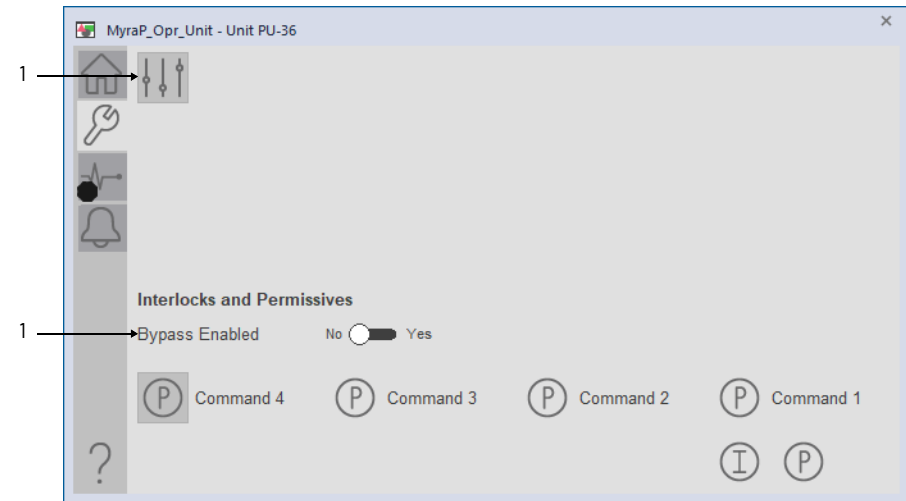 MyraP_Opr_Unit - Unit PU-36
×
1
Interlocks and Permissives
1
Bypass Enabled No Yes
P Command 4 P Command 3 P Command 2 P Command 1
? I P